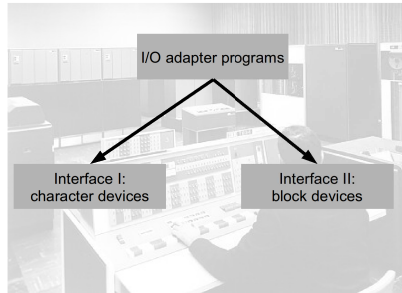 I/O adapter programs
Interface I:
character devices
Interface II:
block devices